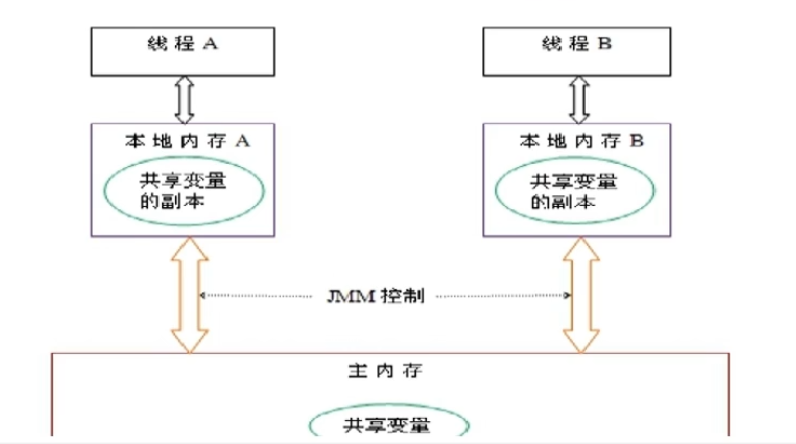 线程 A
线程 B
本地内存 A
本地内存 B
共享变量
的副本
共享变量
的副本
JMM 控制
主内存
共享变量